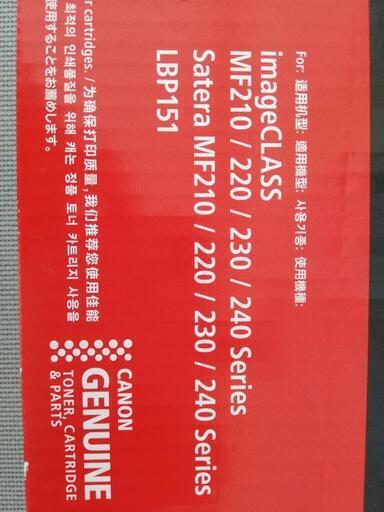 For: 适用机型: 適用機型: 사용기종: 使用機種:
imageCLASS
MF210 / 220 / 230 / 240 Series
Satera MF210 / 220 / 230 / 240 Series
LBP151
r cartridges. / 为确保打印质量,我们推荐您使用佳能
최적의 인쇄품질을 위해 캐논 정품 토너 카트리지 사용을
使用することをお薦めします。
CANON
GENUINE
TONER, CARTRIDGE
& PARTS